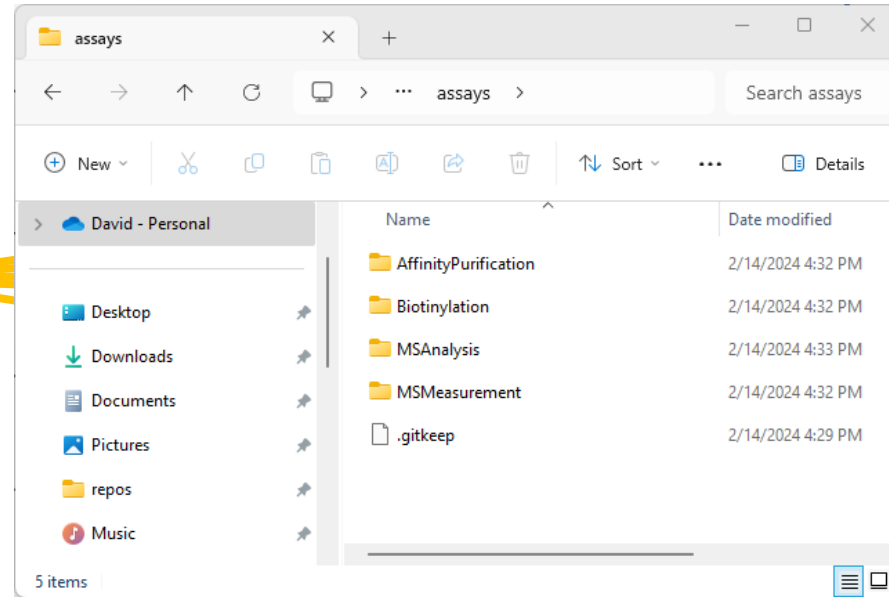 assays
assays
Search assays
New
Sort
Details
David - Personal
Desktop
Downloads
Documents
Pictures
repos
Music
Name
Date modified
AffinityPurification
2/14/2024 4:32 PM
Biotinylation
2/14/2024 4:32 PM
MSAnalysis
2/14/2024 4:33 PM
MSMeasurement
2/14/2024 4:32 PM
.gitkeep
2/14/2024 4:29 PM
5 items